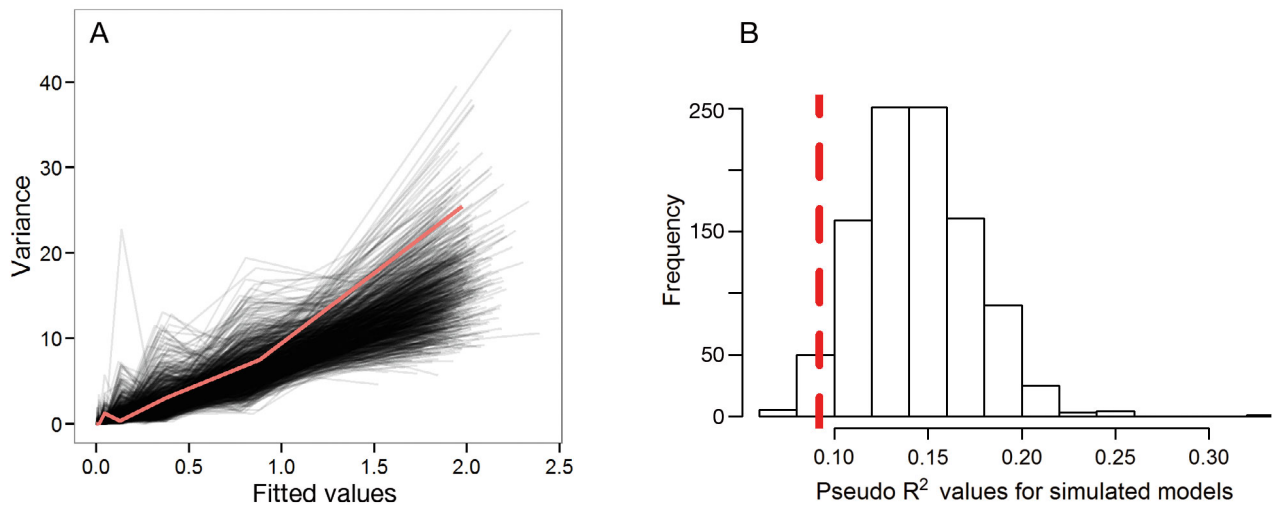 A
Variance
40
30
20
10
0
0.0 0.5 1.0 1.5 2.0 2.5
Fitted values
B
Frequency
250
150
50
0
0.10 0.15 0.20 0.25 0.30
Pseudo R² values for simulated models